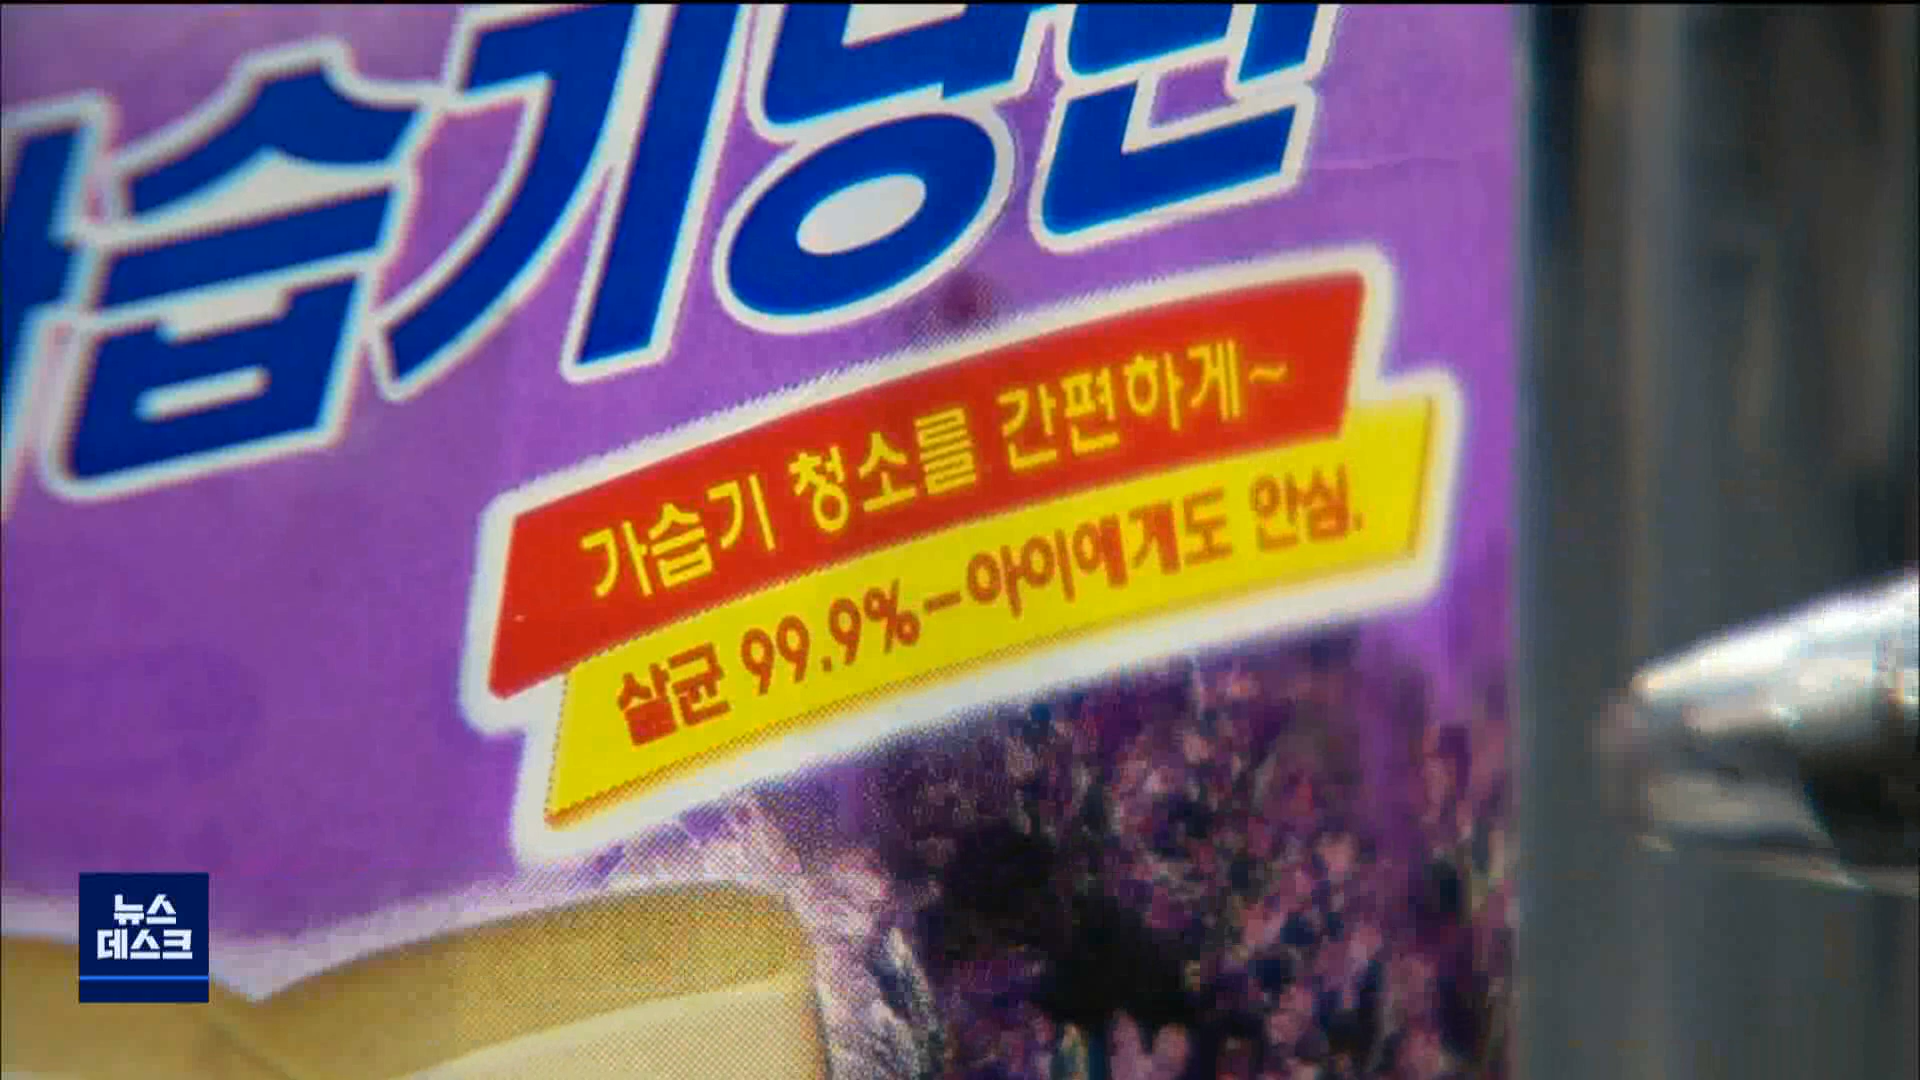 가습기당번
가습기 청소를 간편하게~
살균 99.9%-아이에게도 안심.
뉴스
데스크